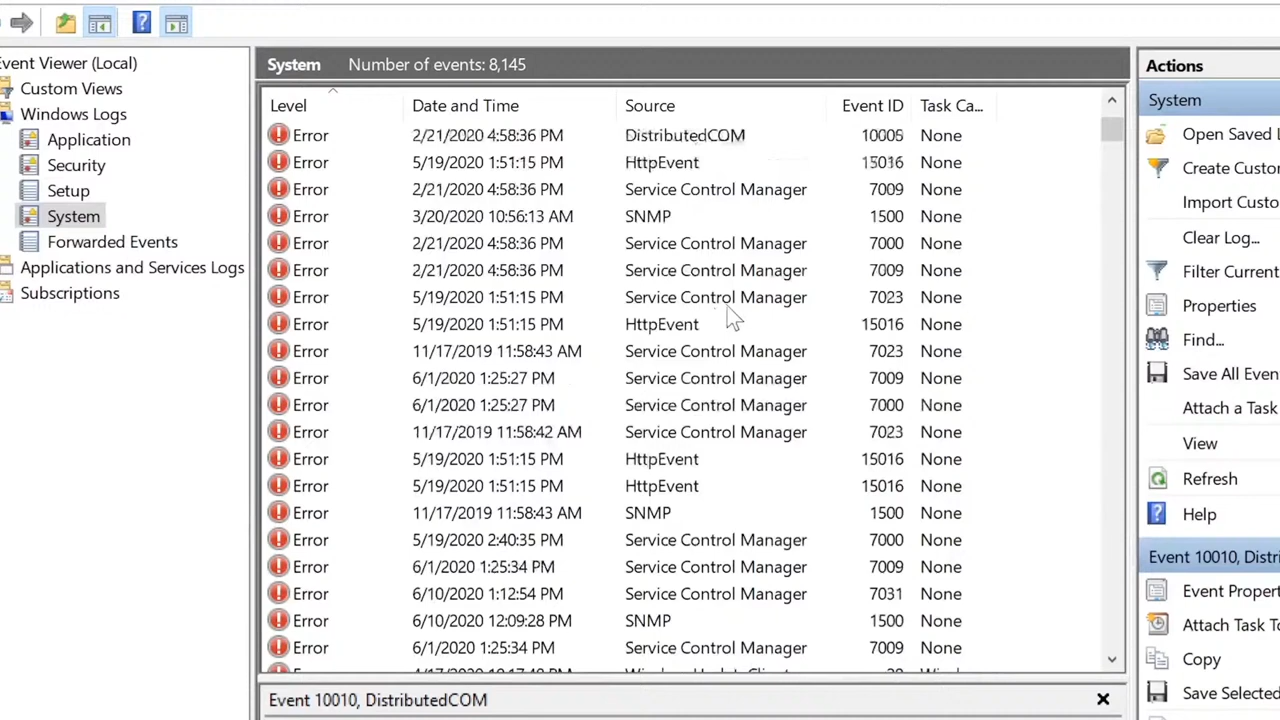 Event Viewer (Local)
Custom Views
Windows Logs
Application
Security
Setup
System
Forwarded Events
Applications and Services Logs
Subscriptions
System Number of events: 8,145
Level Date and Time Source Event ID Task Ca...
Error 2/21/2020 4:58:36 PM DistributedCOM 10005 None
Error 5/19/2020 1:51:15 PM HttpEvent 15016 None
Error 2/21/2020 4:58:36 PM Service Control Manager 7009 None
Error 3/20/2020 10:56:13 AM SNMP 1500 None
Error 2/21/2020 4:58:36 PM Service Control Manager 7000 None
Error 2/21/2020 4:58:36 PM Service Control Manager 7009 None
Error 5/19/2020 1:51:15 PM Service Control Manager 7023 None
Error 5/19/2020 1:51:15 PM HttpEvent 15016 None
Error 11/17/2019 11:58:43 AM Service Control Manager 7023 None
Error 6/1/2020 1:25:27 PM Service Control Manager 7009 None
Error 6/1/2020 1:25:27 PM Service Control Manager 7000 None
Error 11/17/2019 11:58:42 AM Service Control Manager 7023 None
Error 5/19/2020 1:51:15 PM HttpEvent 15016 None
Error 5/19/2020 1:51:15 PM HttpEvent 15016 None
Error 11/17/2019 11:58:43 AM SNMP 1500 None
Error 5/19/2020 2:40:35 PM Service Control Manager 7000 None
Error 6/1/2020 1:25:34 PM Service Control Manager 7009 None
Error 6/10/2020 1:12:54 PM Service Control Manager 7031 None
Error 6/10/2020 12:09:28 PM SNMP 1500 None
Error 6/1/2020 1:25:34 PM Service Control Manager 7009 None
Event 10010, DistributedCOM
Actions
System
Open Saved L
Create Custo
Import Custo
Clear Log...
Filter Current
Properties
Find...
Save All Even
Attach a Task
View
Refresh
Help
Event 10010, Distri
Event Propert
Attach Task To
Copy
Save Selected